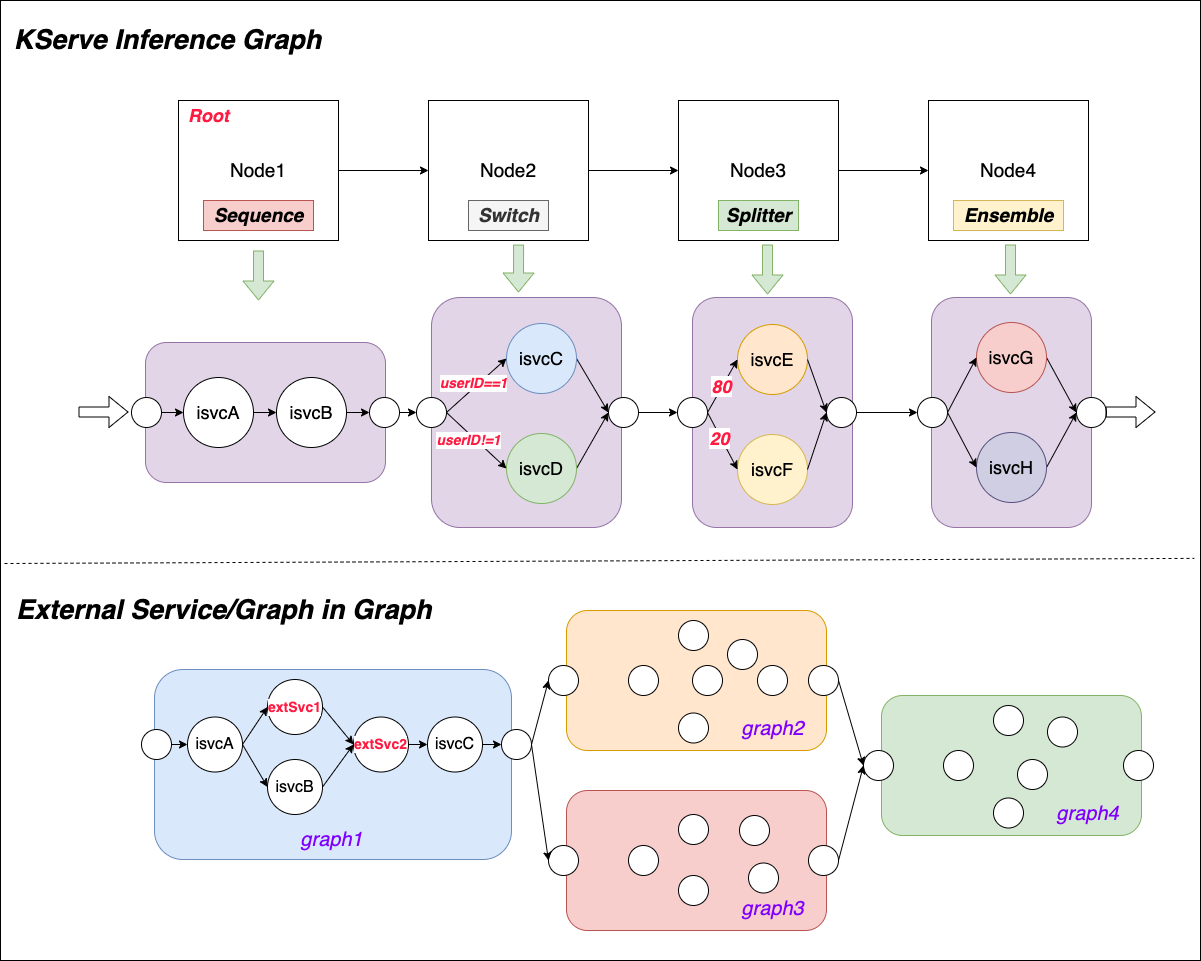 KServe Inference Graph
Root
Node1
Node2
Node3
Node4
Sequence
Switch
Splitter
Ensemble
isvcA
isvcB
userID==1
userID!=1
isvcC
isvcD
80
20
isvcE
isvcF
isvcG
isvcH
External Service/Graph in Graph
isvcA
extSvc1
isvcB
extSvc2
isvcC
graph1
graph2
graph3
graph4